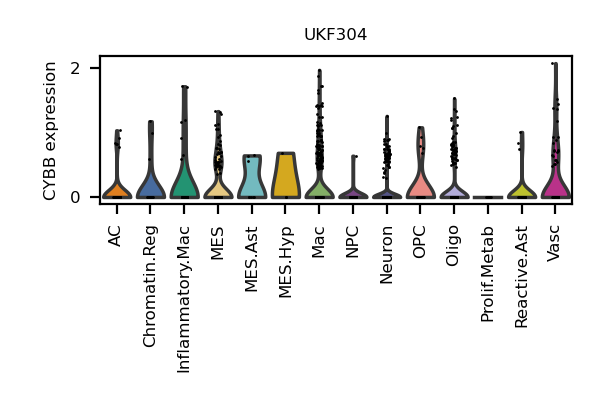 UKF304
CYBB expression
2
0
AC
Chromatin.Reg
Inflammatory.Mac
MES
MES.Ast
MES.Hyp
Mac
NPC
Neuron
OPC
Oligo
Prolif.Metab
Reactive.Ast
Vasc